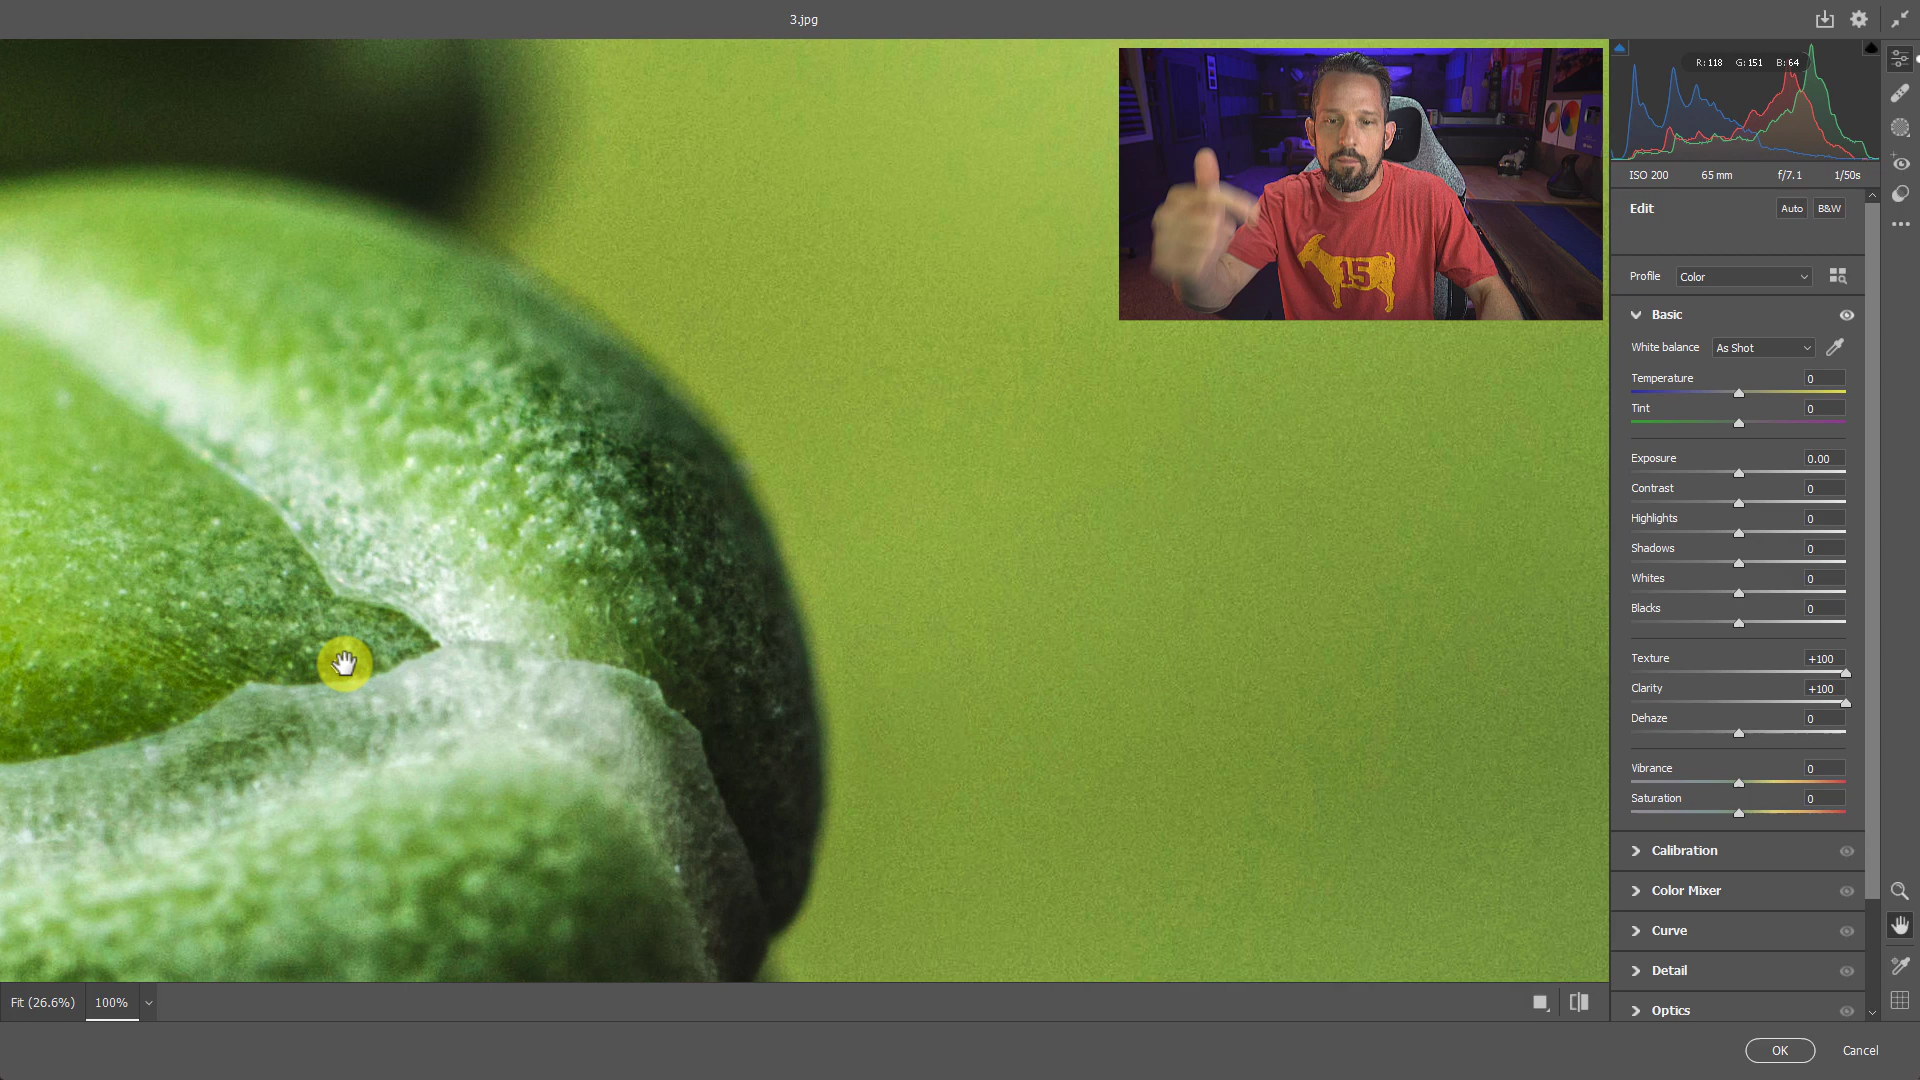 3.jpg
R: 118 G: 151 B: 64
ISO 200 65 mm f/7.1 1/50s
Edit Auto B&W
Profile Color
Basic
White balance As Shot
Temperature 0
Tint 0
Exposure 0.00
Contrast 0
Highlights 0
Shadows 0
Whites 0
Blacks 0
Texture +100
Clarity +100
Dehaze 0
Vibrance 0
Saturation 0
Calibration
Color Mixer
Curve
Detail
Optics
Fit (26.6%) 100%
OK Cancel
15